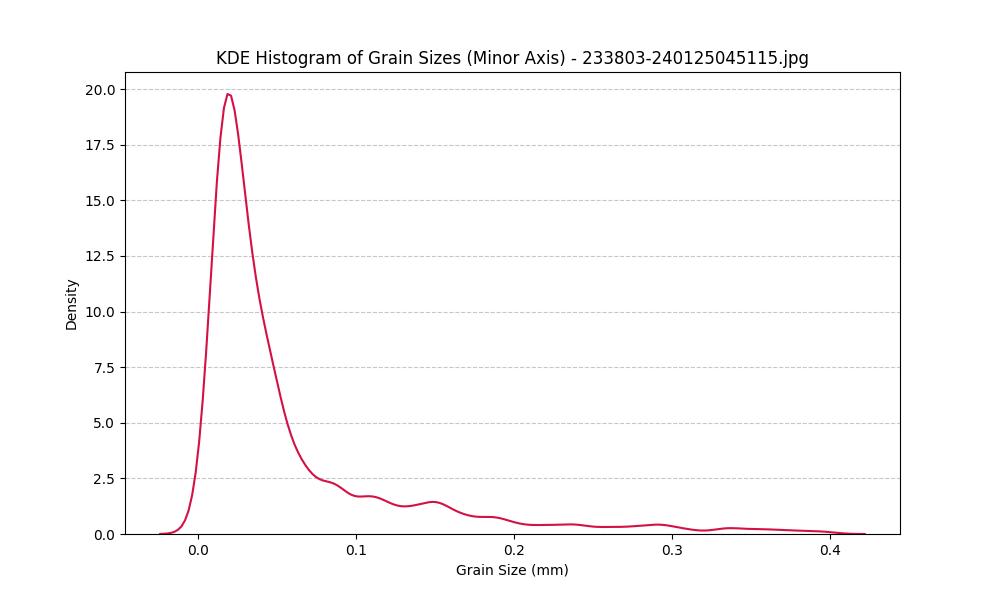 KDE Histogram of Grain Sizes (Minor Axis) - 233803-240125045115.jpg
20.0
17.5
15.0
12.5
10.0
7.5
5.0
2.5
0.0
Density
0.0 0.1 0.2 0.3 0.4
Grain Size (mm)